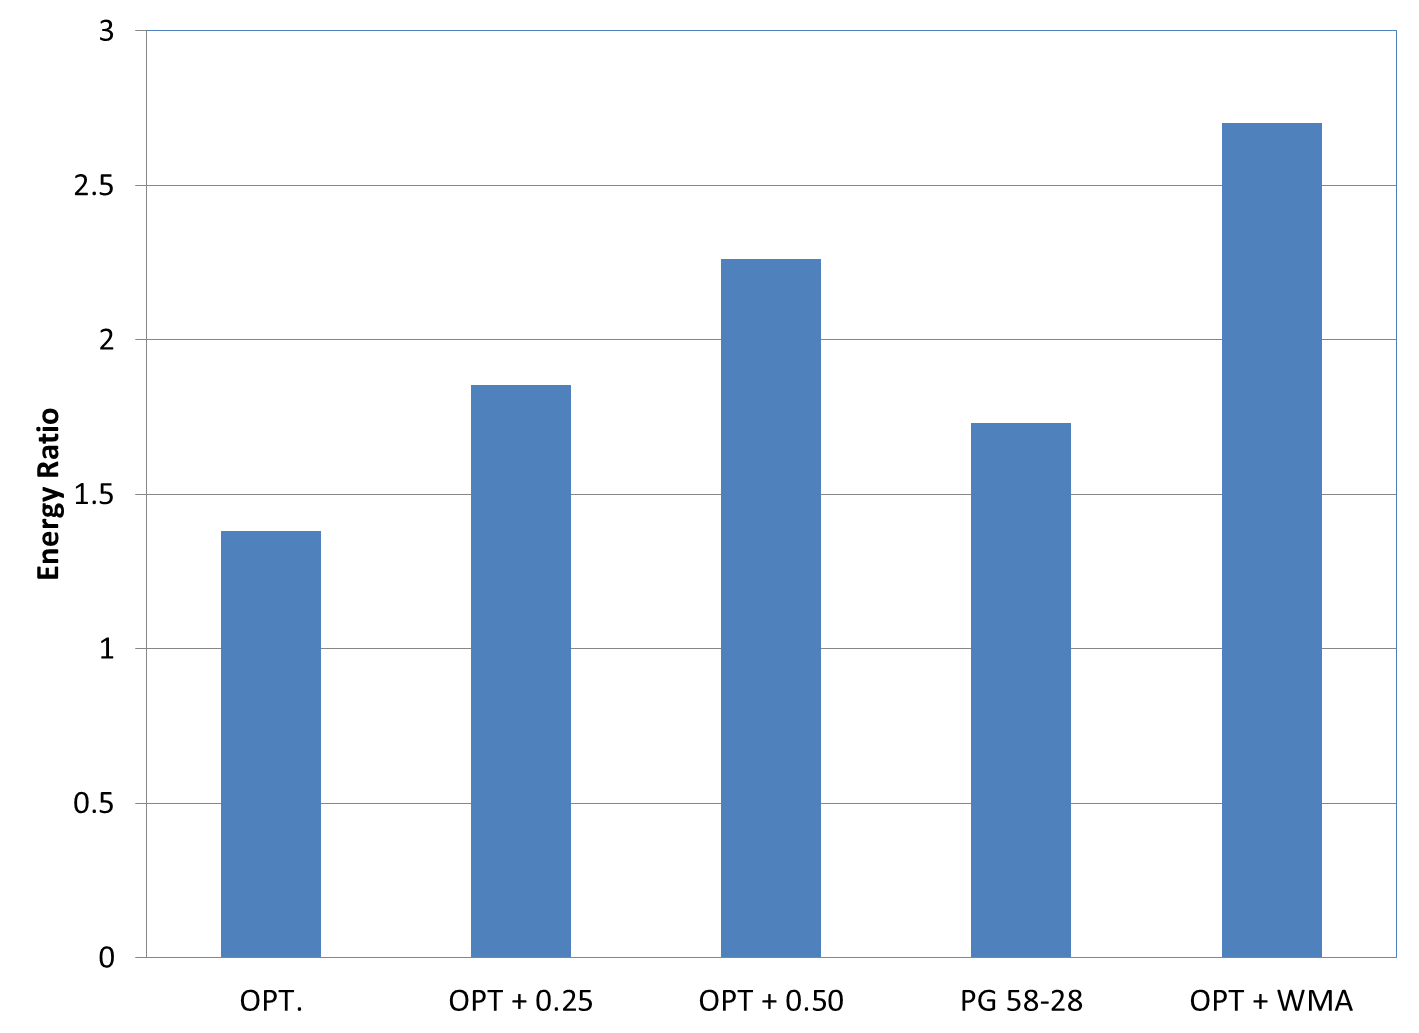 3
2.5
2
1.5
1
0.5
0
Energy Ratio
OPT.
OPT + 0.25
OPT + 0.50
PG 58-28
OPT + WMA